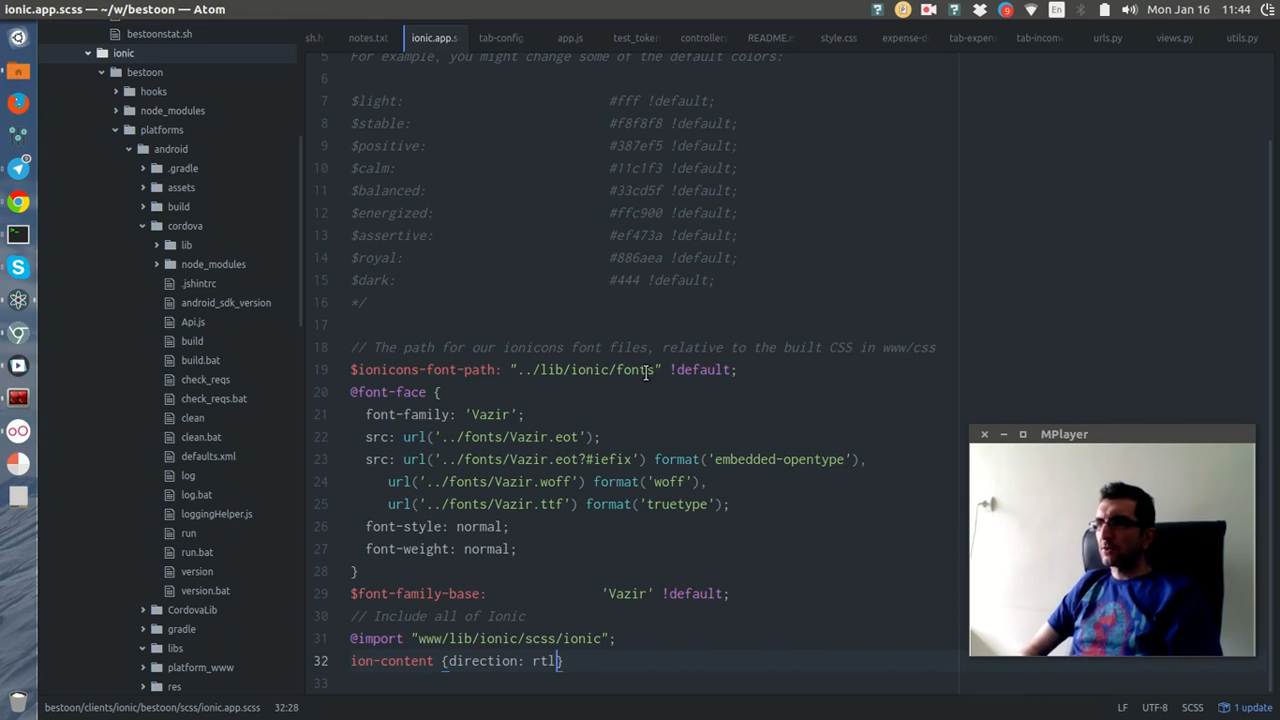 ionic.app.scss — ~/w/bestoon — Atom
9
En
Mon Jan 16
11:44
bestoonstat.sh
ionic
bestoon
hooks
node_modules
platforms
android
.gradle
assets
build
cordova
lib
node_modules
.jshintrc
android_sdk_version
Api.js
build
build.bat
check_reqs
check_reqs.bat
clean
clean.bat
defaults.xml
log
log.bat
loggingHelper.js
run
run.bat
version
version.bat
CordovaLib
gradle
libs
platform_www
res
sh.h notes.txt ionic.app.s tab-config app.js test_token controllers README.m style.css expense-d tab-expen tab-incom urls.py views.py utils.py
5 For example, you might change some of the default colors:
6
7 $light: #fff !default;
8 $stable: #f8f8f8 !default;
9 $positive: #387ef5 !default;
10 $calm: #11c1f3 !default;
11 $balanced: #33cd5f !default;
12 $energized: #ffc900 !default;
13 $assertive: #ef473a !default;
14 $royal: #886aea !default;
15 $dark: #444 !default;
16 */
17
18 // The path for our ionicons font files, relative to the built CSS in www/css
19 $ionicons-font-path: "../lib/ionic/fonts" !default;
20 @font-face {
21 font-family: 'Vazir';
22 src: url('../fonts/Vazir.eot');
23 src: url('../fonts/Vazir.eot?#iefix') format('embedded-opentype'),
24 url('../fonts/Vazir.woff') format('woff'),
25 url('../fonts/Vazir.ttf') format('truetype');
26 font-style: normal;
27 font-weight: normal;
28 }
29 $font-family-base: 'Vazir' !default;
30 // Include all of Ionic
31 @import "www/lib/ionic/scss/ionic";
32 ion-content {direction: rtl}
33
MPlayer
bestoon/clients/ionic/bestoon/scss/ionic.app.scss 32:28
LF UTF-8 SCSS 1 update